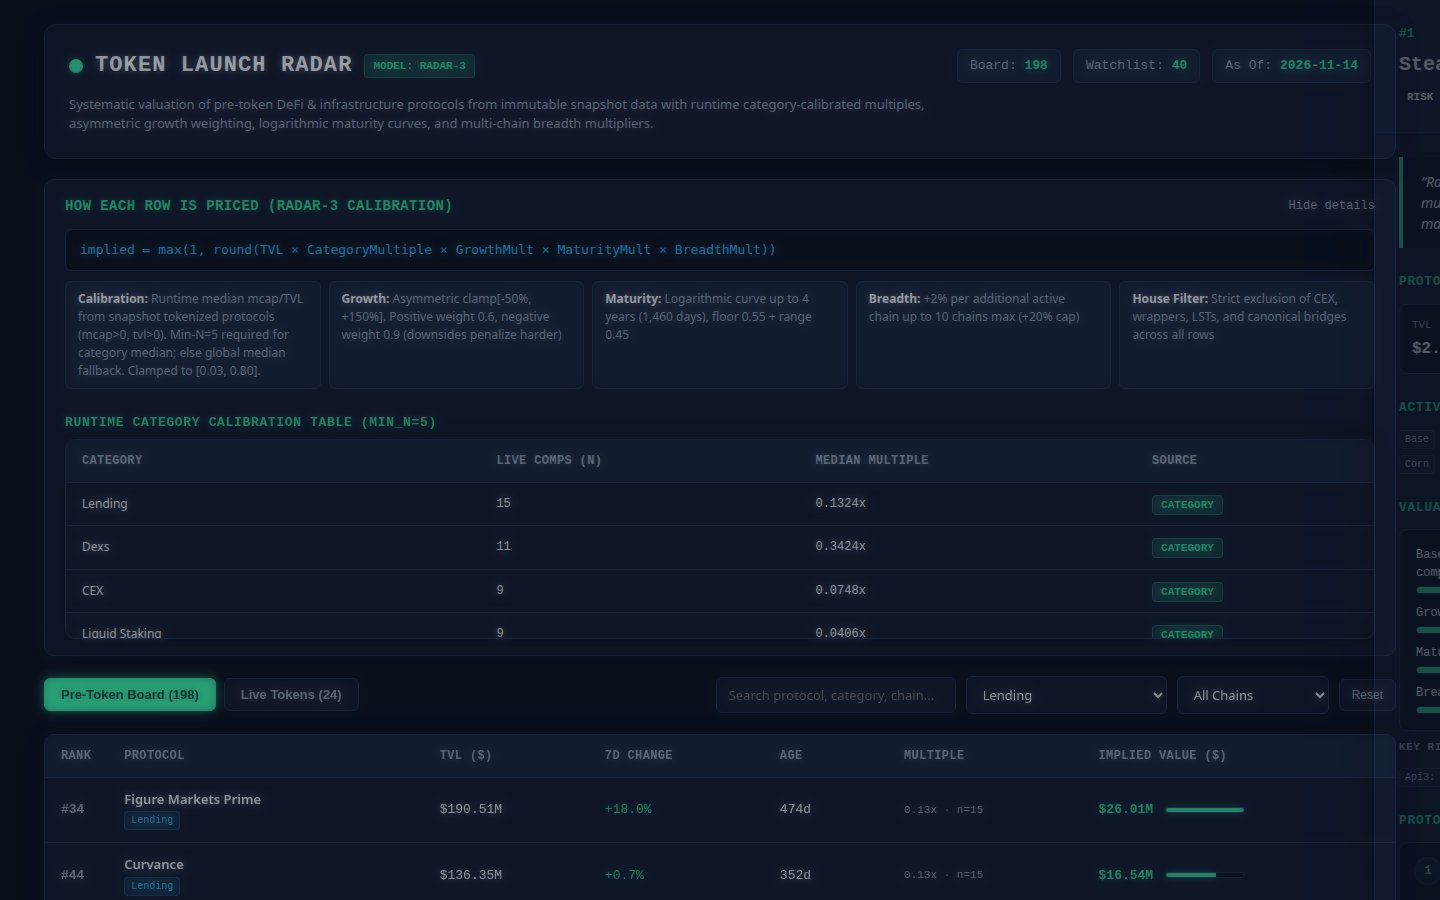 TOKEN LAUNCH RADAR
MODEL: RADAR-3
Board: 198
Watchlist: 40
As Of: 2026-11-14
Systematic valuation of pre-token DeFi & infrastructure protocols from immutable snapshot data with runtime category-calibrated multiples,
asymmetric growth weighting, logarithmic maturity curves, and multi-chain breadth multipliers.
HOW EACH ROW IS PRICED (RADAR-3 CALIBRATION)
Hide details
implied = max(1, round(TVL × CategoryMultiple × GrowthMult × MaturityMult × BreadthMult))
Calibration: Runtime median mcap/TVL
from snapshot tokenized protocols
(mcap>0, tvl>0). Min-N=5 required for
category median; else global median
fallback. Clamped to [0.03, 0.80].
Growth: Asymmetric clamp[-50%,
+150%]. Positive weight 0.6, negative
weight 0.9 (downsides penalize harder)
Maturity: Logarithmic curve up to 4
years (1,460 days), floor 0.55 + range
0.45
Breadth: +2% per additional active
chain up to 10 chains max (+20% cap)
House Filter: Strict exclusion of CEX,
wrappers, LSTs, and canonical bridges
across all rows
RUNTIME CATEGORY CALIBRATION TABLE (MIN_N=5)
CATEGORY LIVE COMPS (N) MEDIAN MULTIPLE SOURCE
Lending 15 0.1324x CATEGORY
Dexs 11 0.3424x CATEGORY
CEX 9 0.0748x CATEGORY
Liquid Staking 9 0.0406x CATEGORY
Pre-Token Board (198)
Live Tokens (24)
Search protocol, category, chain...
Lending
All Chains
Reset
RANK PROTOCOL TVL ($) 7D CHANGE AGE MULTIPLE IMPLIED VALUE ($)
#34 Figure Markets Prime $190.51M +18.0% 474d 0.13x · n=15 $26.01M
Lending
#44 Curvance $136.35M +0.7% 352d 0.13x · n=15 $16.54M
Lending
#1
Stea
RISK
"Ra
mu
PROTO
TVL
$2.
ACTIV
Base
Corn
VALUA
Base
comp
Grow
Matu
Brea
KEY RI
Api3:
PROTO
1